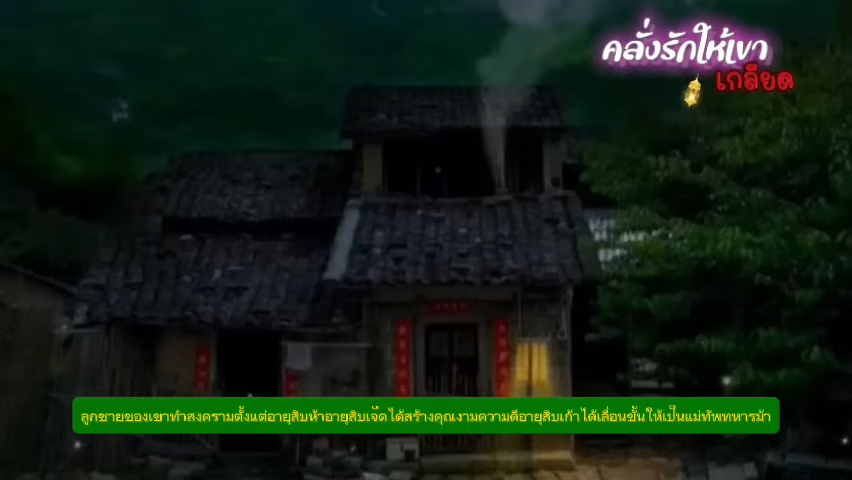 คลั่งรักให้เขา
เกลียด
ลูกชายของเขาทำสงครามตั้งแต่อายุสิบห้าอายุสิบเจ็ดได้สร้างคุณงามความดีอายุสิบเก้าได้เลื่อนขั้นให้เป็นแม่ทัพทหารม้า